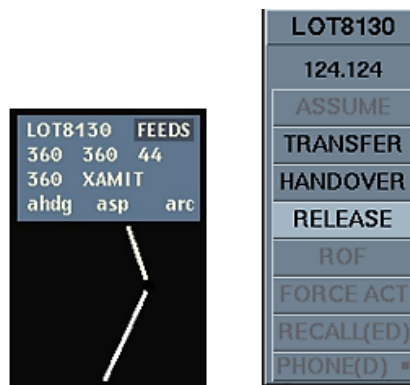 LOT8130 FEEDS
360 360 44
360 XAMIT
ahdg asp arc
LOT8130
124.124
ASSUME
TRANSFER
HANDOVER
RELEASE
ROF
FORCE ACT
RECALL(ED)
PHONE(D)